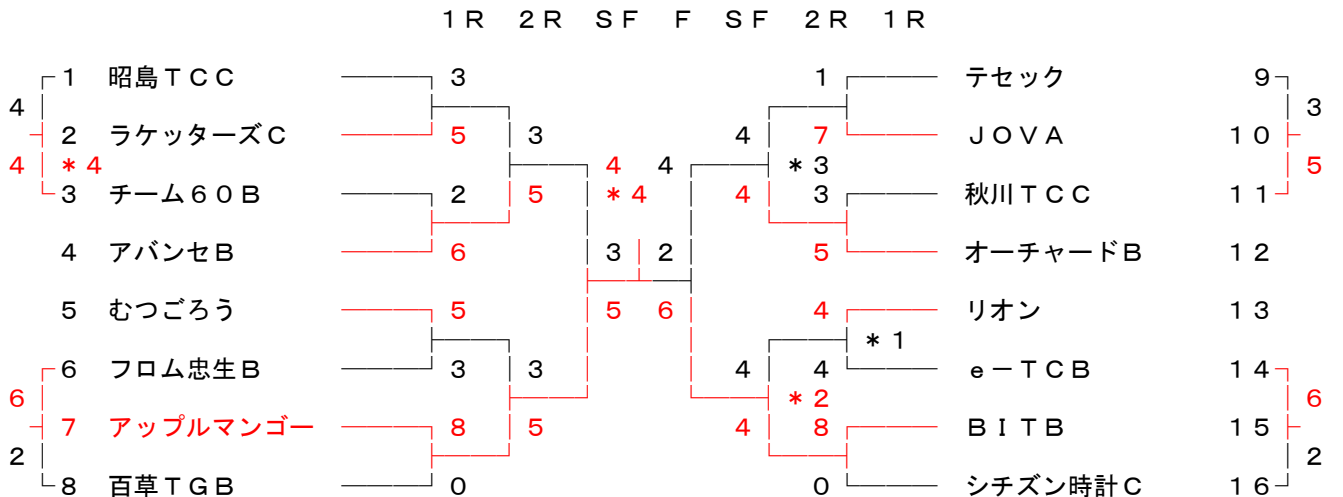 １Ｒ ２Ｒ ＳＦ Ｆ ＳＦ ２Ｒ １Ｒ
１ 昭島ＴＣＣ ３ １ テセック ９
４ ３
２ ラケッターズＣ ５ ３ ４ ７ ＪＯＶＡ １０
４ ＊４ ４ ４ ＊３ ５
３ チーム６０Ｂ ２ ５ ＊４ ４ ３ 秋川ＴＣＣ １１
４ アバンセＢ ６ ３ ２ ５ オーチャードＢ １２
５ むつごろう ５ ５ ６ ４ リオン １３
＊１
６ フロム忠生Ｂ ３ ３ ４ ４ ｅーＴＣＢ １４
６ ＊２ ６
７ アップルマンゴー ８ ５ ４ ８ ＢＩＴＢ １５
２ ２
８ 百草ＴＧＢ ０ ０ シチズン時計Ｃ １６